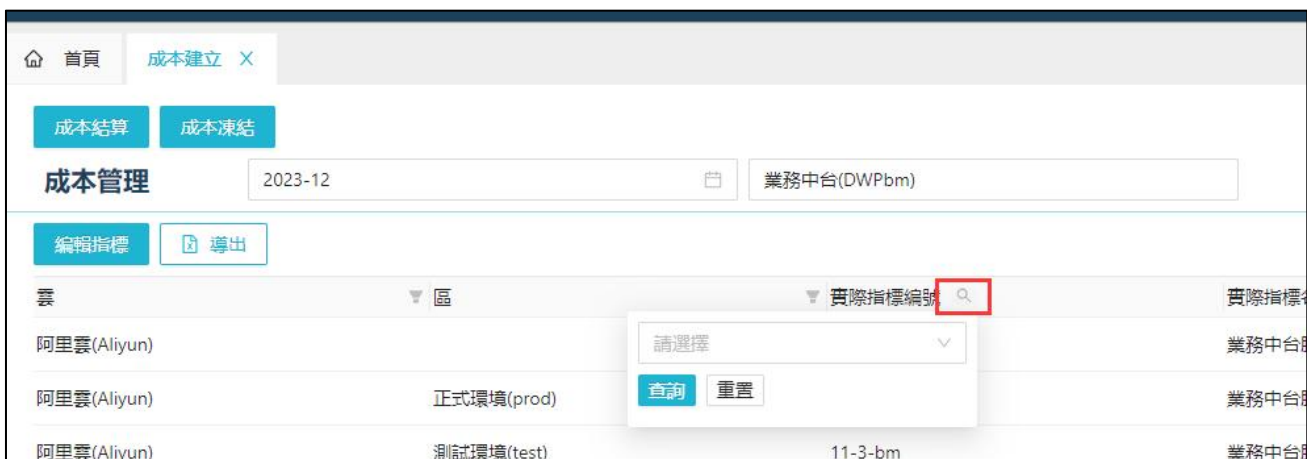 首頁 成本建立 X
成本結算 成本凍結
成本管理 2023-12 業務中台(DWPbm)
編輯指標 導出
雲 區 實際指標編號 實際指標
阿里雲(Aliyun) 請選擇 業務中台
查詢 重置
阿里雲(Aliyun) 正式環境(prod) 業務中台
阿里雲(Aliyun) 測試環境(test) 11-3-bm 業務中台